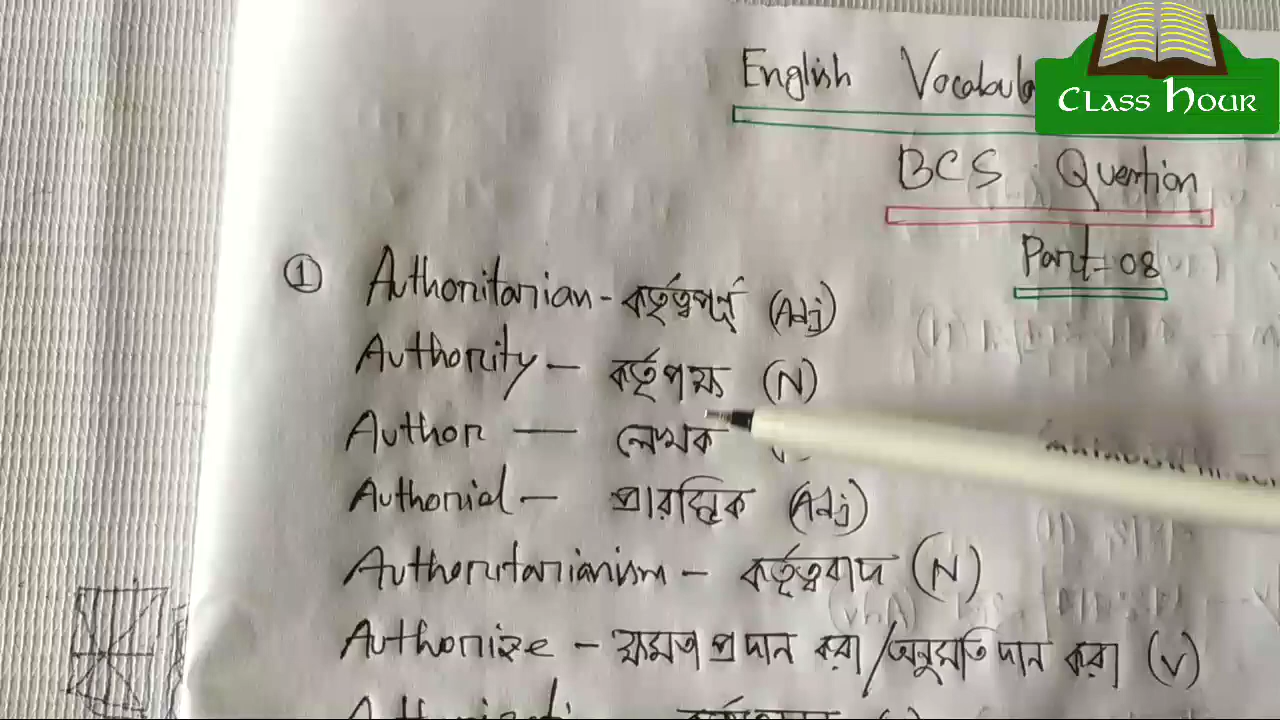 English Vocabula
CLASS HOUR
BCS Question
Part-08
① Authoritarian - কর্তৃত্বপূর্ণ (Adj)
Authority - কর্তৃপক্ষ (N)
Author - লেখক
Authorial - প্রারম্ভিক (Adj)
Authoritarianism - কর্তৃত্ববাদ (N)
Authorize - ক্ষমতা প্রদান করা/অনুমতি দান করা (V)